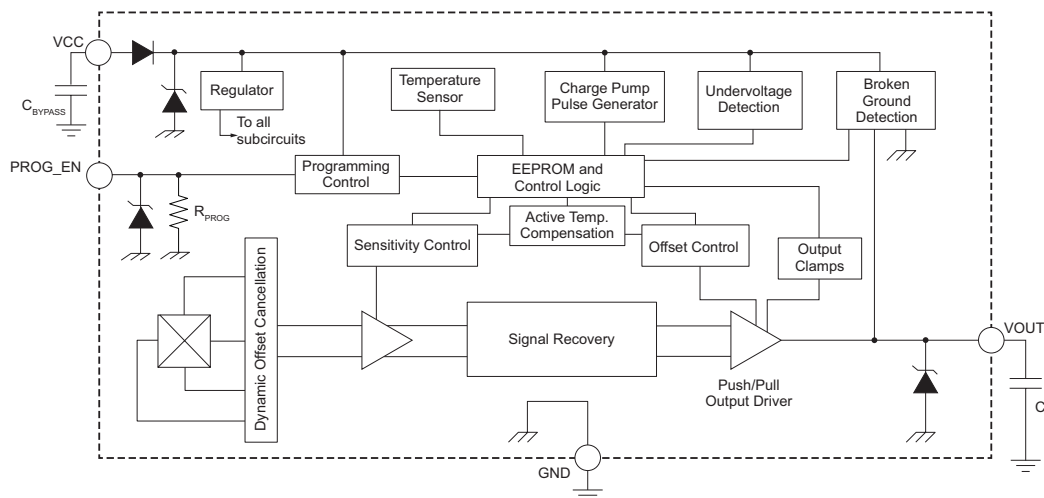 VCC
C BYPASS
Regulator
To all
subcircuits
Temperature
Sensor
Charge Pump
Pulse Generator
Undervoltage
Detection
Broken
Ground
Detection
PROG_EN
R PROG
Programming
Control
EEPROM and
Control Logic
Active Temp.
Compensation
Sensitivity Control
Offset Control
Output
Clamps
Dynamic Offset Cancellation
Signal Recovery
Push/Pull
Output Driver
VOUT
C
GND